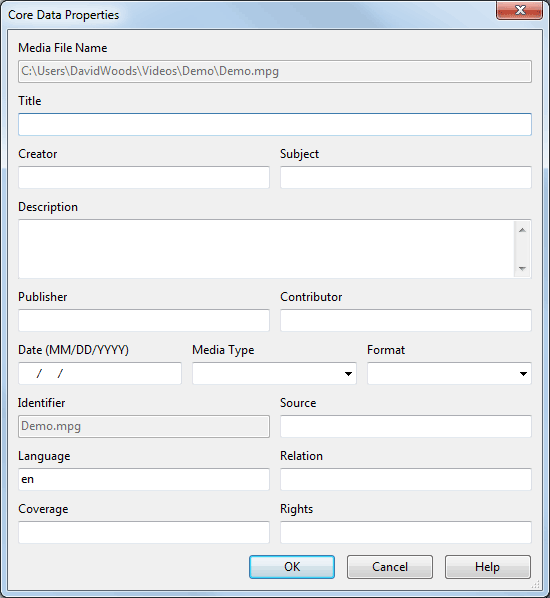 Core Data Properties
Media File Name
C:\Users\DavidWoods\Videos\Demo\Demo.mpg
Title
Creator Subject
Description
Publisher Contributor
Date (MM/DD/YYYY) Media Type Format
/ /
Identifier Source
Demo.mpg
Language Relation
en
Coverage Rights
OK Cancel Help